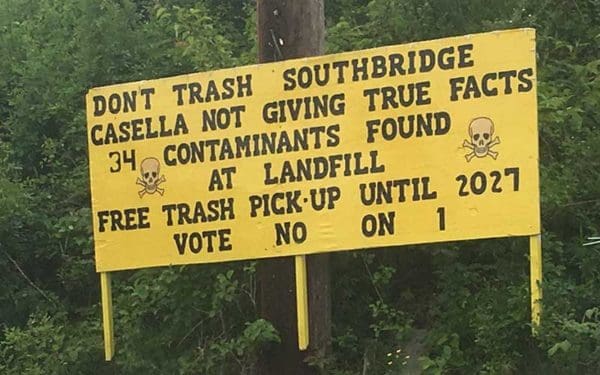 DON'T TRASH SOUTHBRIDGE
CASELLA NOT GIVING TRUE FACTS
34 CONTAMINANTS FOUND
AT LANDFILL
FREE TRASH PICK-UP UNTIL 2027
VOTE NO ON 1